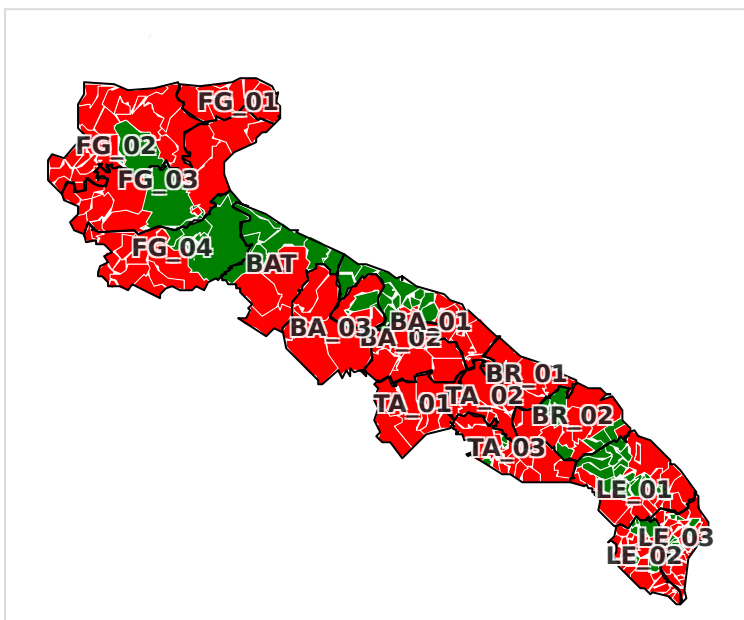 FG_01
FG_02
FG_03
FG_04
BAT
BA_01
BA_03
BA_02
BR_01
TA_02
TA_01
BR_02
TA_03
LE_01
LE_03
LE_02